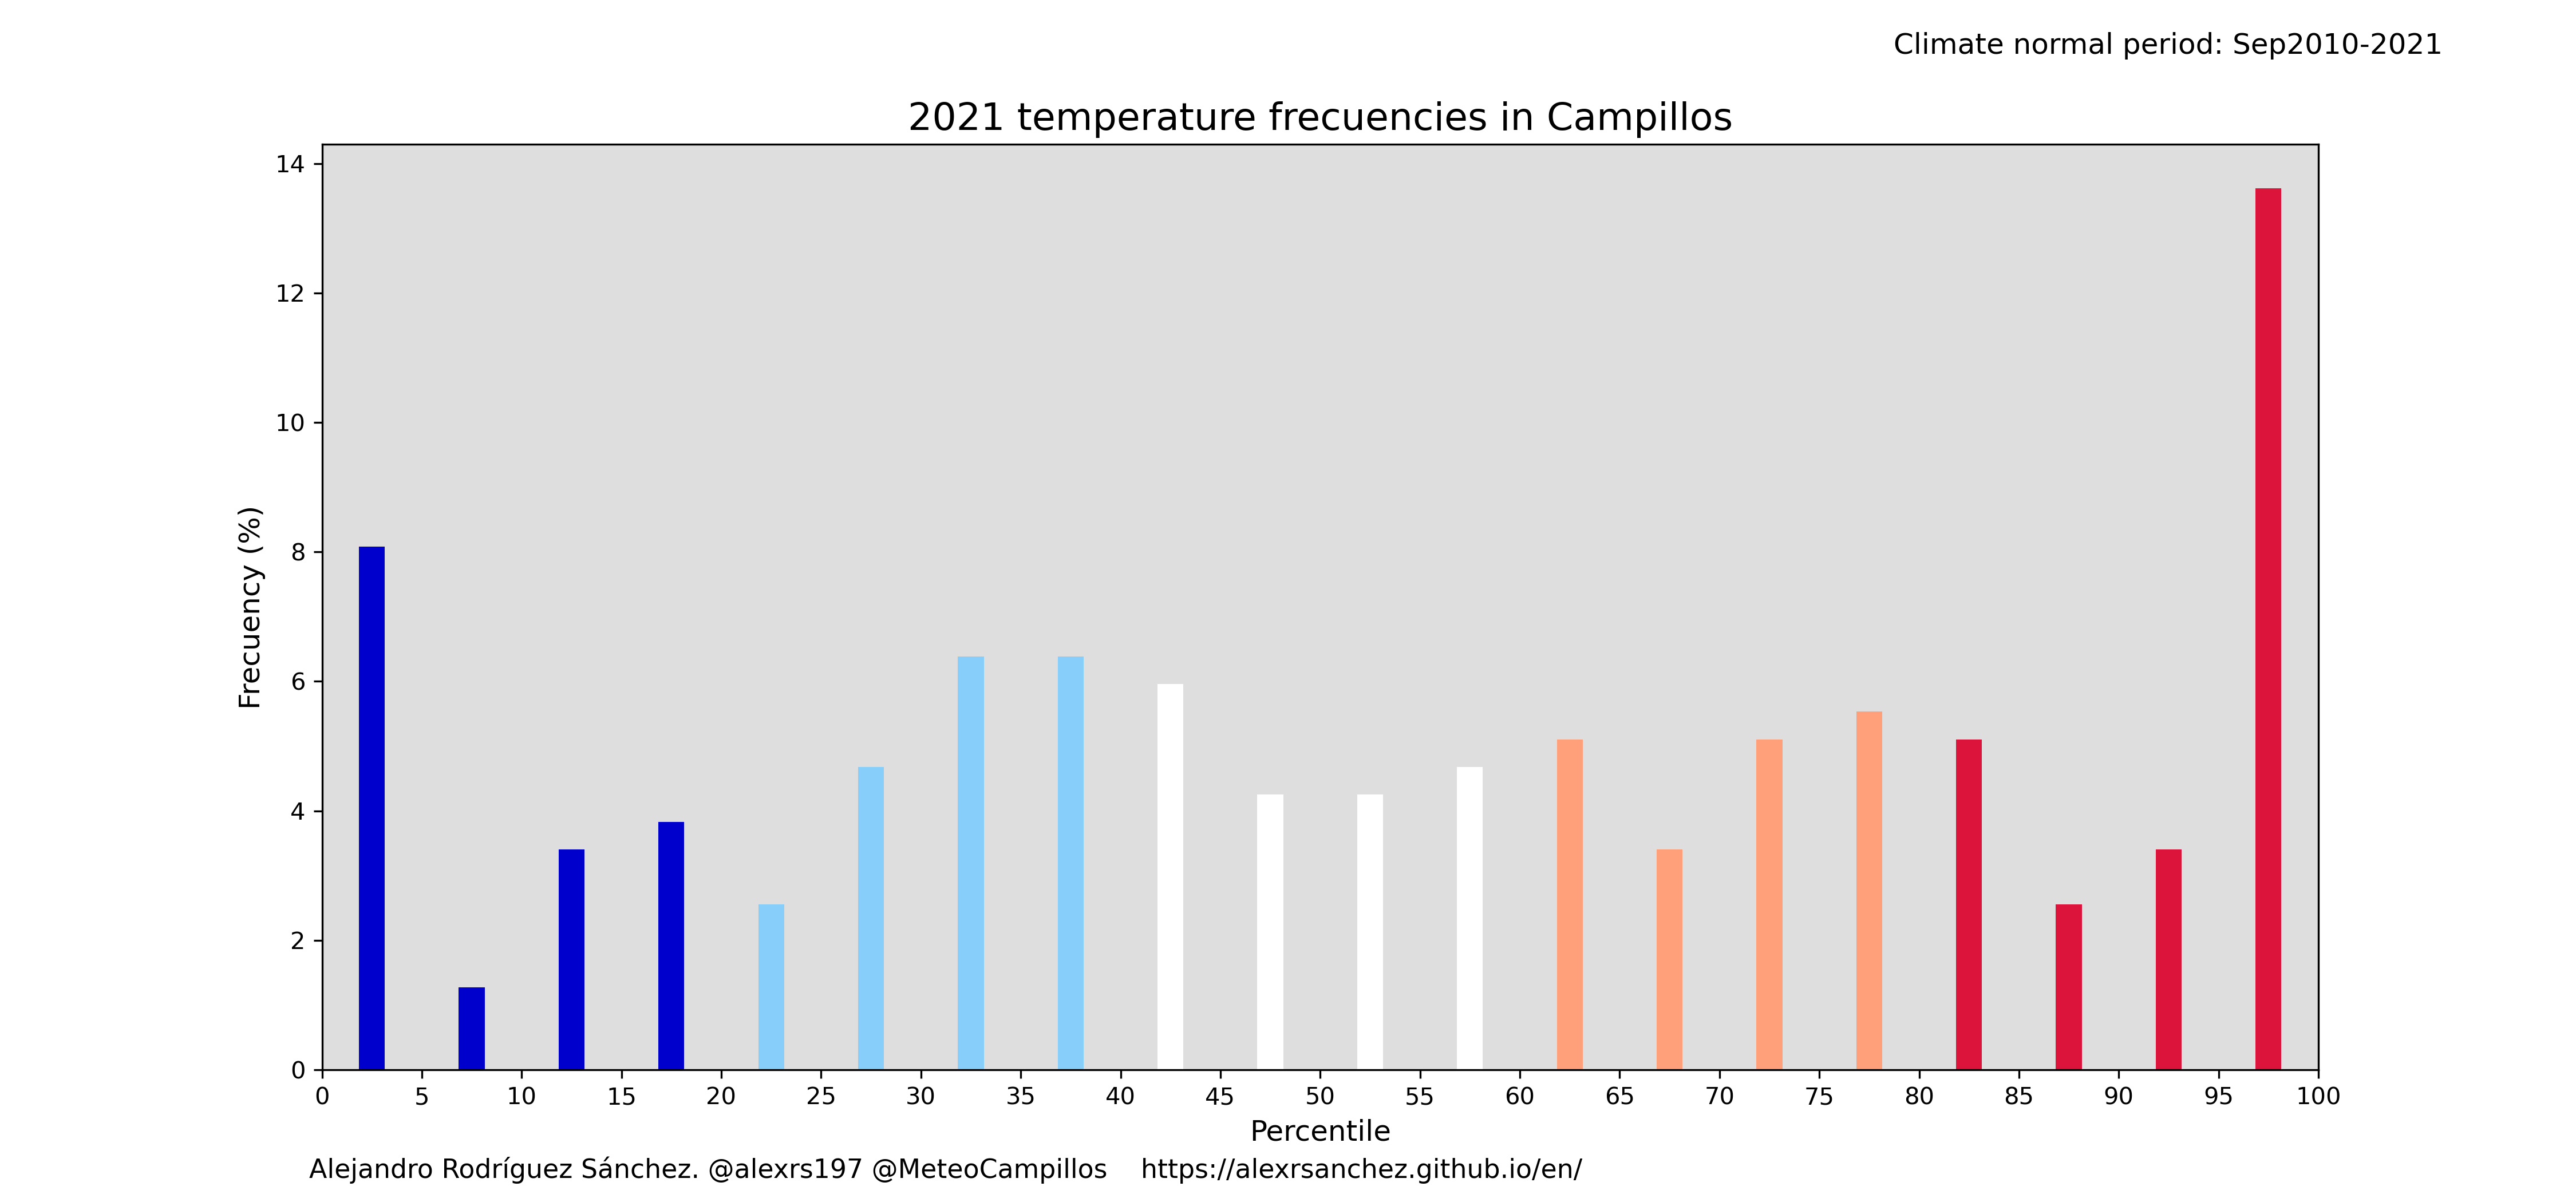 Climate normal period: Sep2010-2021
2021 temperature frecuencies in Campillos
14
12
10
8
6
4
2
0
Frecuency (%)
0 5 10 15 20 25 30 35 40 45 50 55 60 65 70 75 80 85 90 95 100
Percentile
Alejandro Rodríguez Sánchez. @alexrs197 @MeteoCampillos https://alexrsanchez.github.io/en/